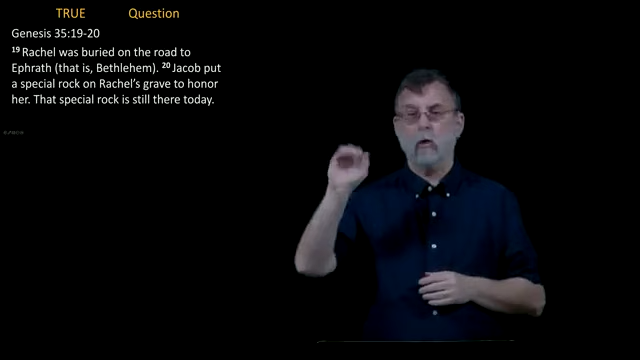 TRUE Question
Genesis 35:19-20
19 Rachel was buried on the road to
Ephrath (that is, Bethlehem). 20 Jacob put
a special rock on Rachel’s grave to honor
her. That special rock is still there today.